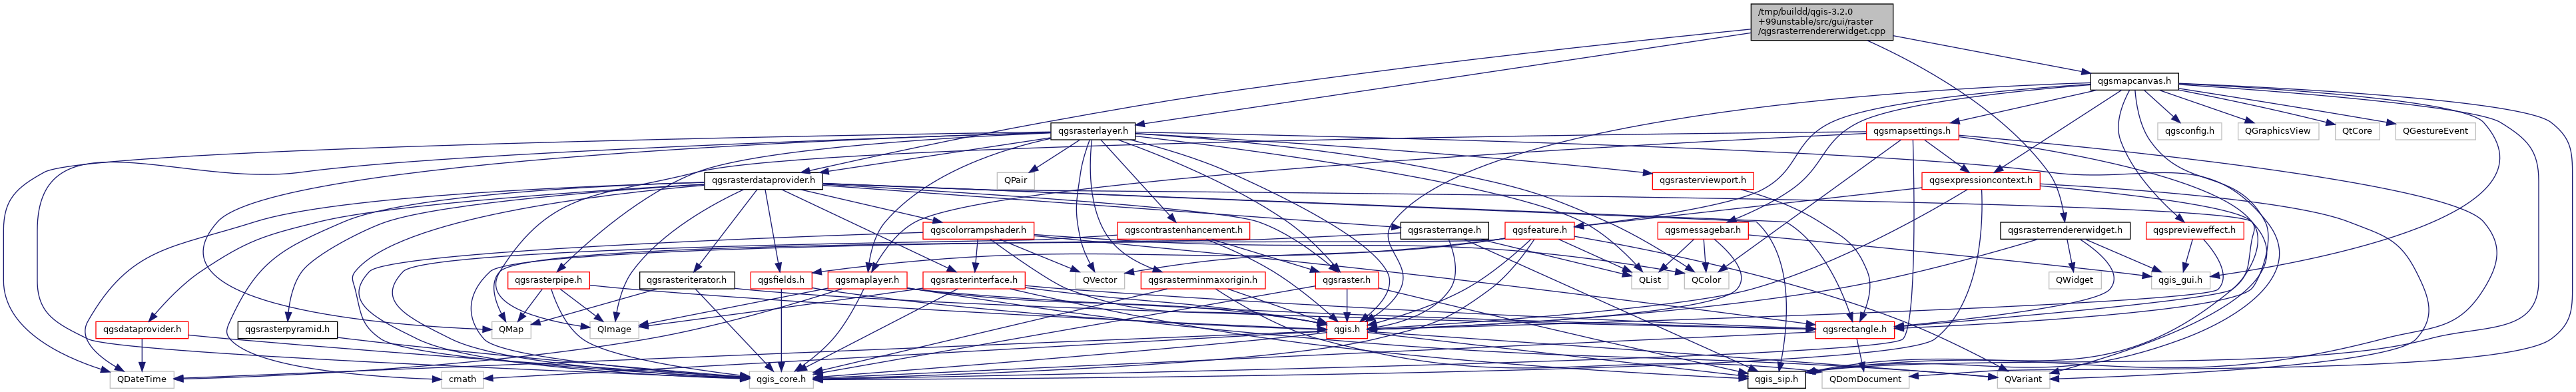 /tmp/buildd/qgis-3.2.0
+99unstable/src/gui/raster
/qgsrasterrendererwidget.cpp
qgsmapcanvas.h
qgsrasterlayer.h
qgsmapsettings.h
qgsconfig.h
QGraphicsView
QtCore
QGestureEvent
qgsrasterdataprovider.h
QPair
qgsrasterviewport.h
qgsexpressioncontext.h
qgscolorrampshader.h
qgscontrastenhancement.h
qgsrasterrange.h
qgsfeature.h
qgsmessagebar.h
qgsrasterrendererwidget.h
qgsprevieweffect.h
qgsrasterpipe.h
qgsrasteriterator.h
qgsfields.h
qgsmaplayer.h
qgsrasterinterface.h
QVector
qgsrasterminmaxorigin.h
qgsraster.h
QList
QColor
QWidget
qgis_gui.h
qgsdataprovider.h
qgsrasterpyramid.h
QMap
QImage
qgis.h
qgsrectangle.h
QDateTime
cmath
qgis_core.h
qgis_sip.h
QDomDocument
QVariant